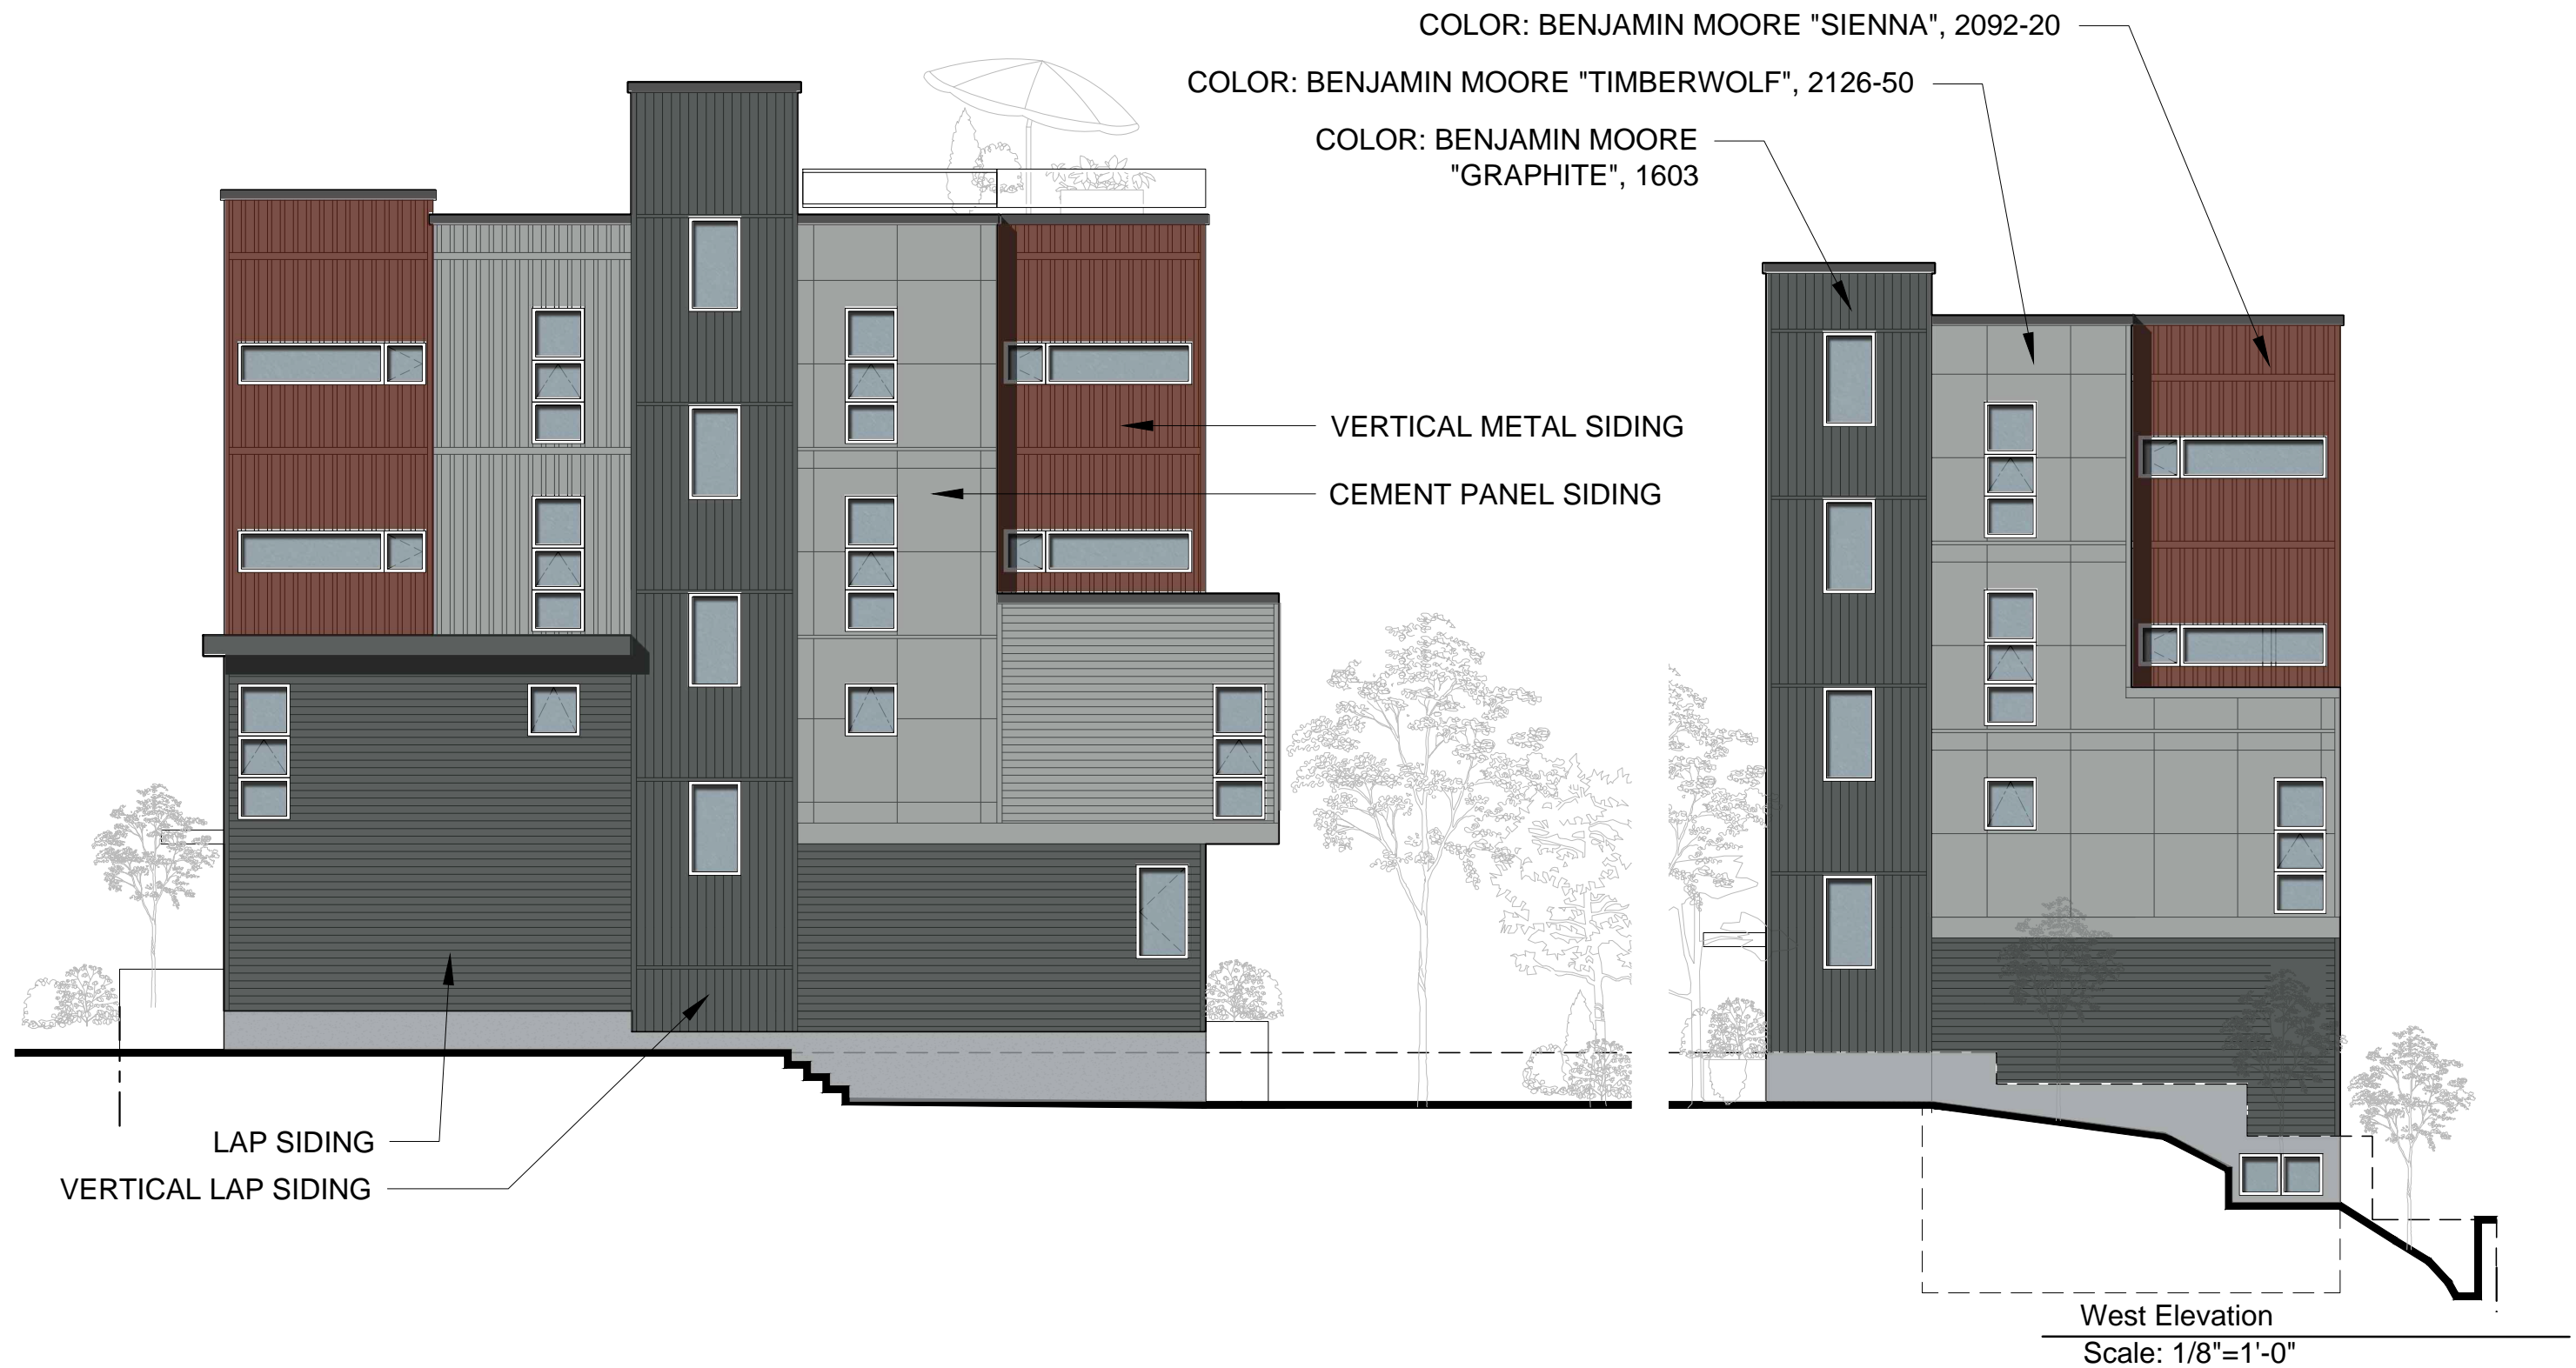 COLOR: BENJAMIN MOORE "SIENNA", 2092-20
COLOR: BENJAMIN MOORE "TIMBERWOLF", 2126-50
COLOR: BENJAMIN MOORE
"GRAPHITE", 1603
VERTICAL METAL SIDING
CEMENT PANEL SIDING
LAP SIDING
VERTICAL LAP SIDING
West Elevation
Scale: 1/8"=1'-0"